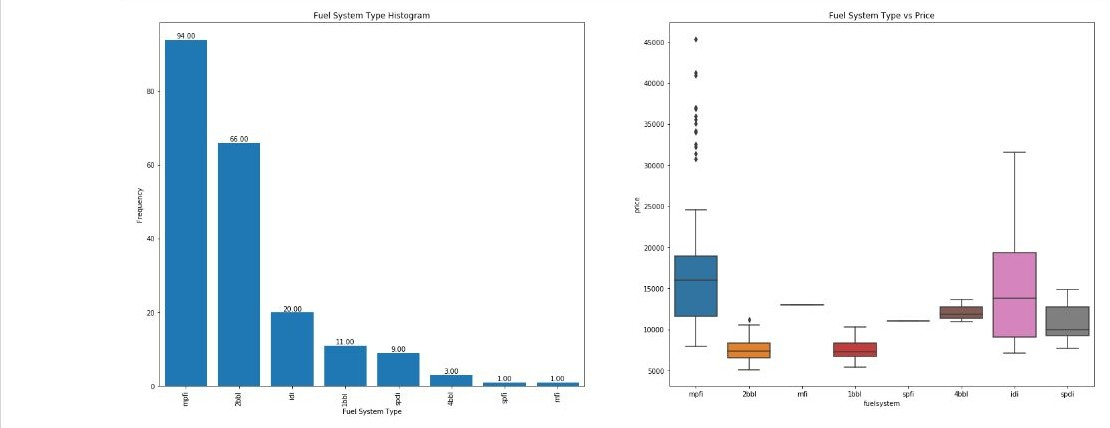 Fuel System Type Histogram
94.00
66.00
20.00
11.00
9.00
3.00
1.00
1.00
80
60
40
20
0
Frequency
mpfi
2bbl
idi
1bbl
spdi
4bbl
spfi
mfi
Fuel System Type
Fuel System Type vs Price
45000
40000
35000
30000
25000
20000
15000
10000
5000
price
mpfi
2bbl
mfi
1bbl
spfi
4bbl
idi
spdi
fuelsystem